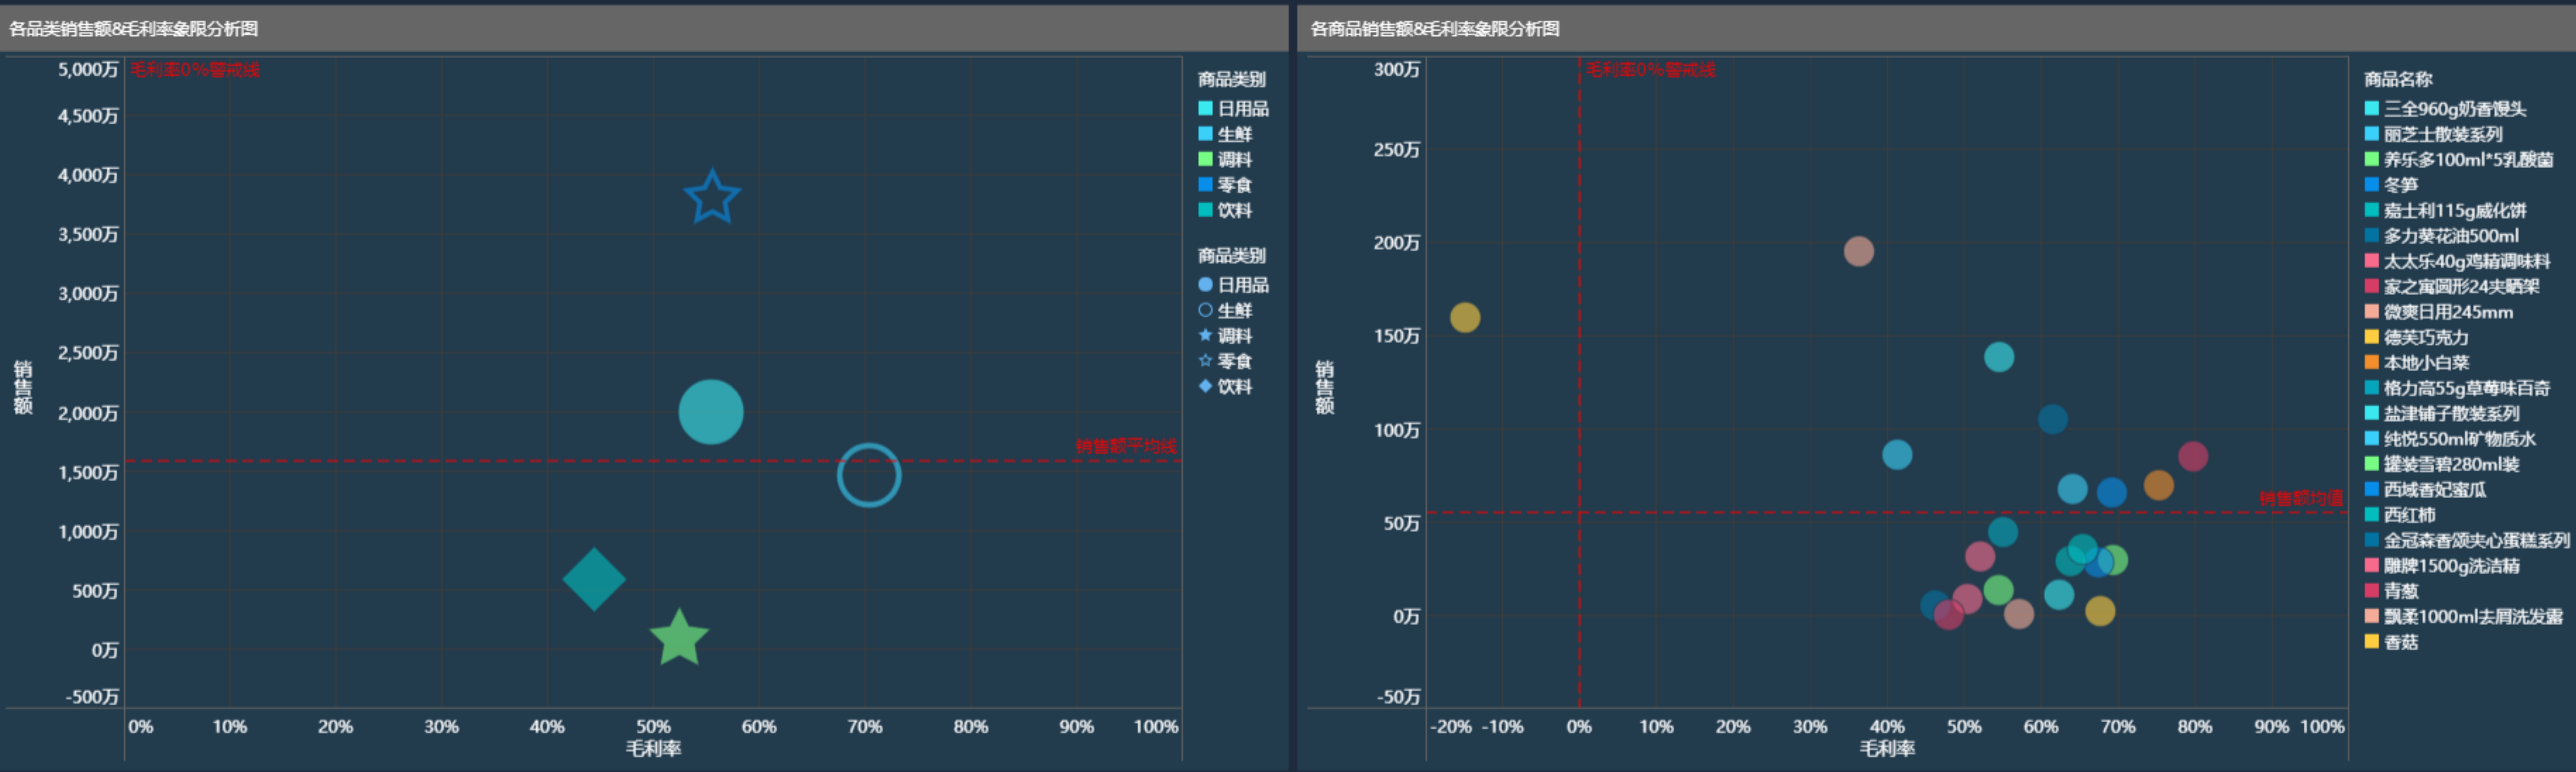 各品类销售额&毛利率象限分析图
5,000万
毛利率0%警戒线
4,500万
4,000万
3,500万
3,000万
2,500万
2,000万
1,500万
1,000万
500万
0万
-500万
销售额
销售额平均线
0%
10%
20%
30%
40%
50%
60%
70%
80%
90%
100%
毛利率
商品类别
日用品
生鲜
调料
零食
饮料
商品类别
日用品
生鲜
调料
零食
饮料
各商品销售额&毛利率象限分析图
300万
毛利率0%警戒线
250万
200万
150万
100万
50万
0万
-50万
销售额
销售额均值
-20%
-10%
0%
10%
20%
30%
40%
50%
60%
70%
80%
90%
100%
毛利率
商品名称
三全960g奶香馒头
丽芝士散装系列
养乐多100ml*5乳酸菌
冬笋
嘉士利115g威化饼
多力葵花油500ml
太太乐40g鸡精调味料
家之寓圆形24夹晒架
微爽日用245mm
德芙巧克力
本地小白菜
格力高55g草莓味百奇
盐津铺子散装系列
纯悦550ml矿物质水
罐装雪碧280ml装
西域香妃蜜瓜
西红柿
金冠森香颂夹心蛋糕系列
雕牌1500g洗洁精
青葱
飘柔1000ml去屑洗发露
香菇